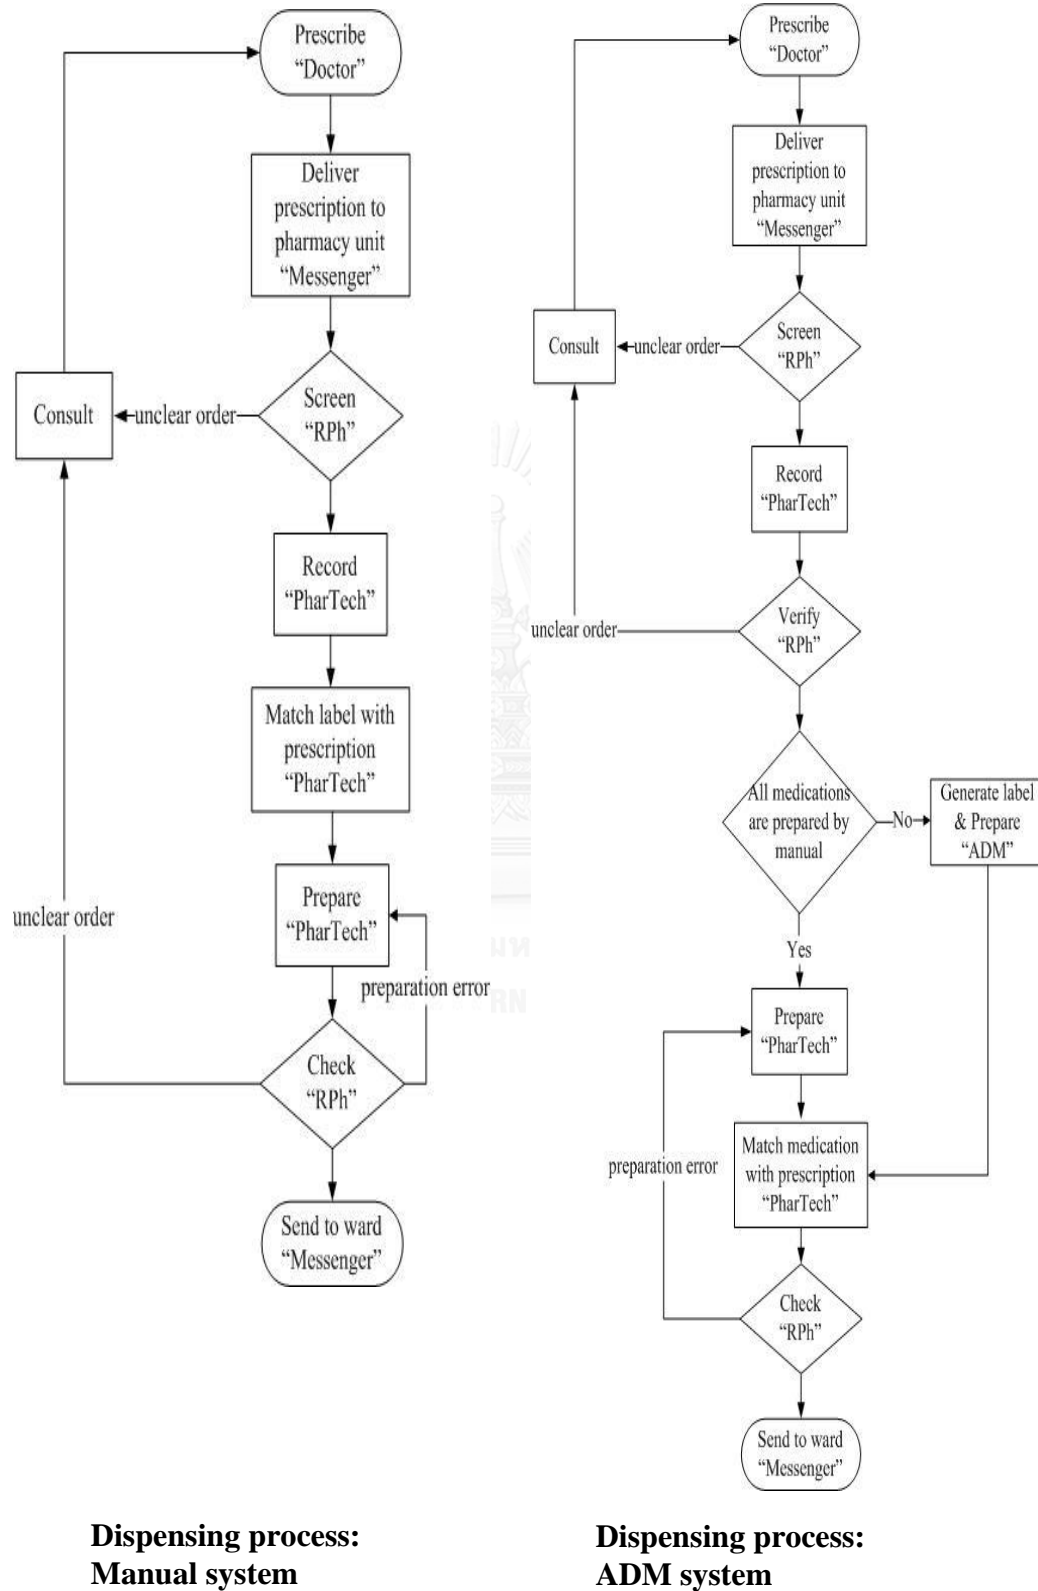 Prescribe
“Doctor”
Deliver
prescription to
pharmacy unit
“Messenger”
Screen
“RPh”
unclear order
Consult
Record
“PharTech”
Match label with
prescription
“PharTech”
Prepare
“PharTech”
unclear order
preparation error
Check
“RPh”
Send to ward
“Messenger”
Dispensing process:
Manual system
Prescribe
“Doctor”
Deliver
prescription to
pharmacy unit
“Messenger”
Screen
“RPh”
unclear order
Consult
Record
“PharTech”
Verify
“RPh”
unclear order
All medications
are prepared by
manual
No
Generate label
& Prepare
“ADM”
Yes
Prepare
“PharTech”
Match medication
with prescription
“PharTech”
preparation error
Check
“RPh”
Send to ward
“Messenger”
Dispensing process:
ADM system